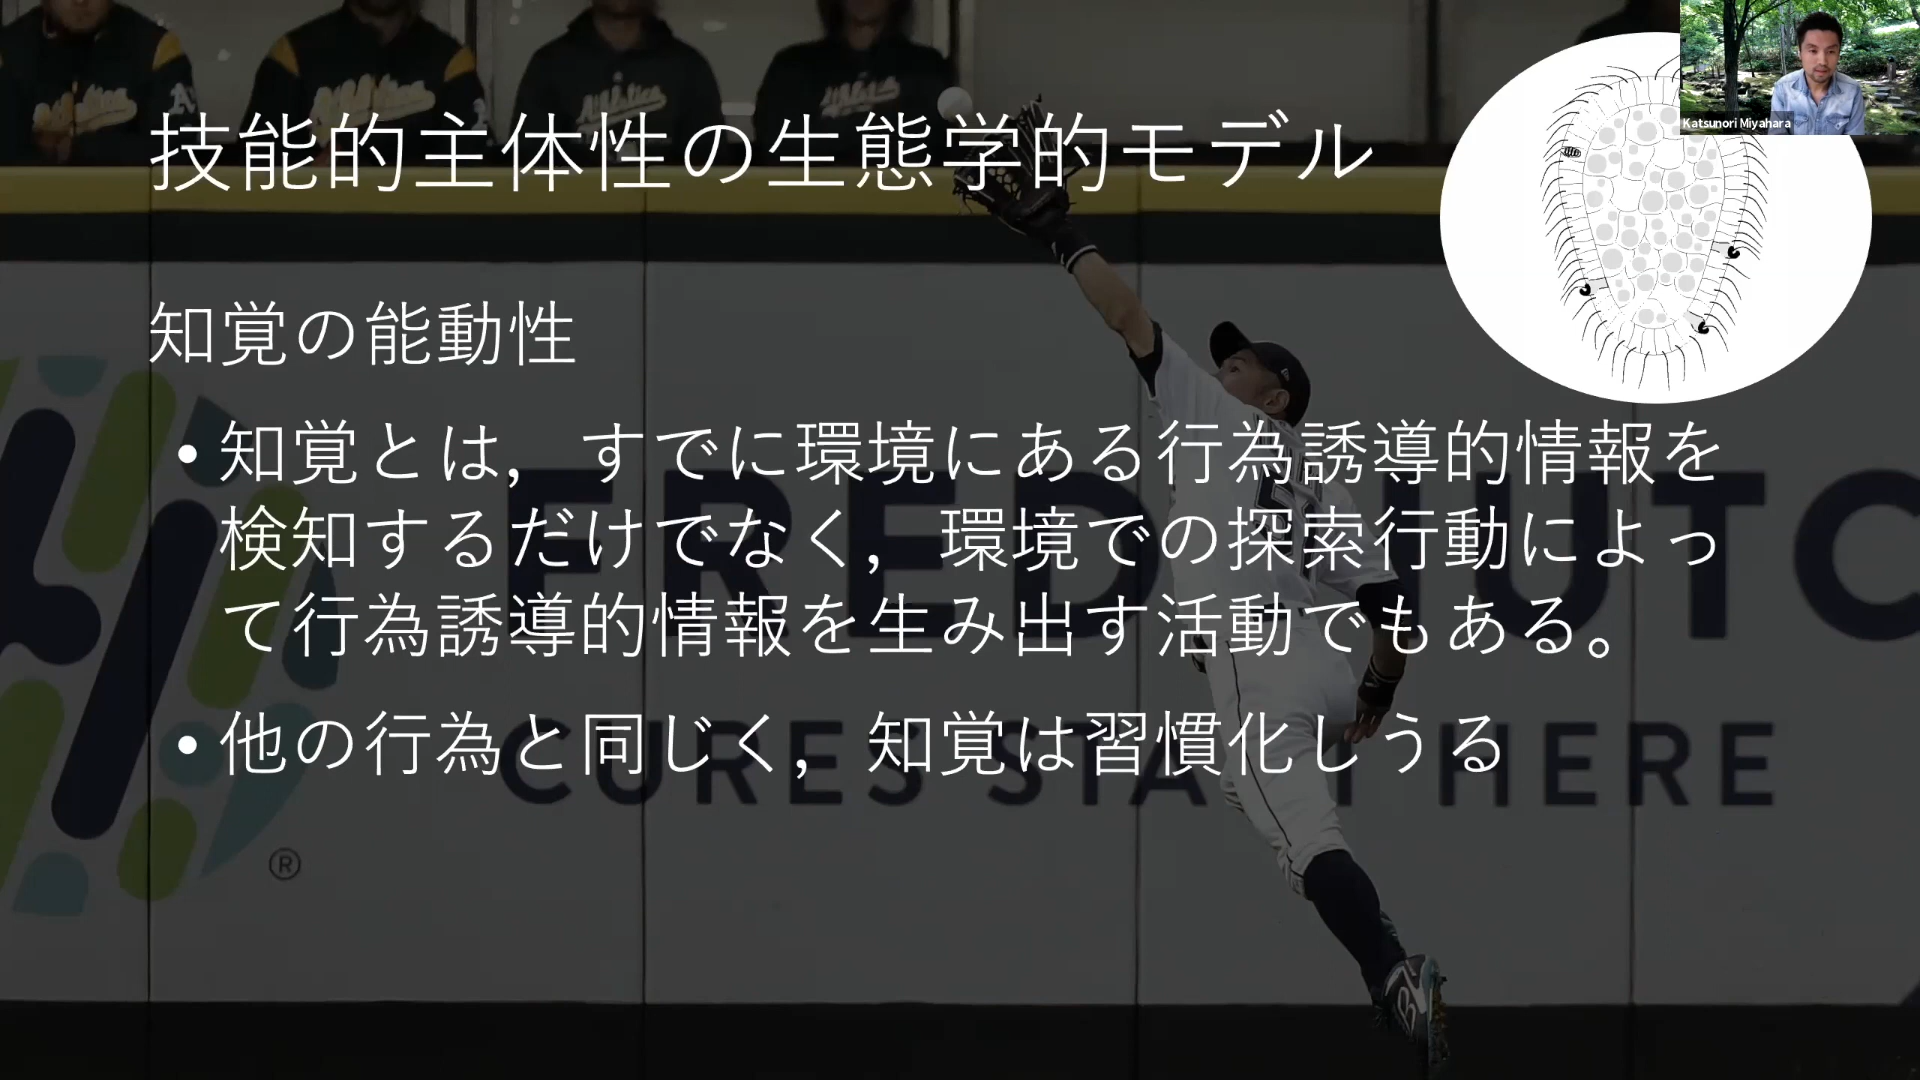 Athletics
Athletics
Athletics
Athletics
Katsunori Miyahara
技能的主体性の生態学的モデル
知覚の能動性
• 知覚とは，すでに環境にある行為誘導的情報を
検知するだけでなく，環境での探索行動によっ
て行為誘導的情報を生み出す活動でもある。
• 他の行為と同じく，知覚は習慣化しうる
FRED HUTC
CURES START HERE
®